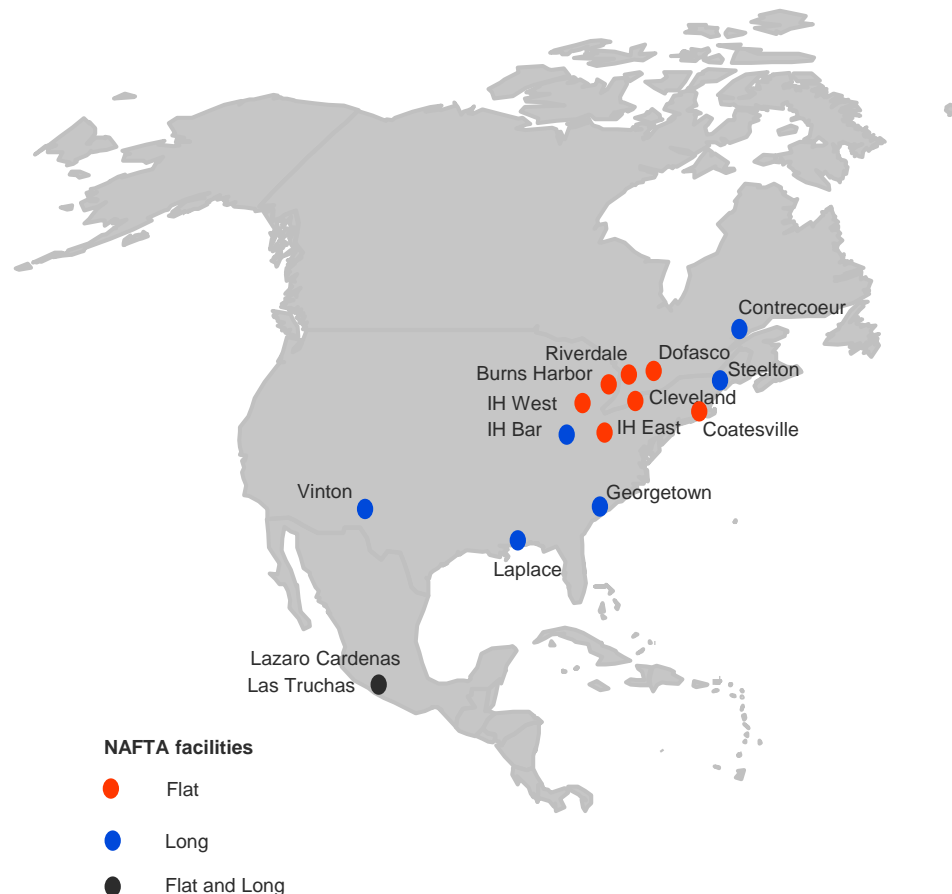 Contrecoeur
Riverdale
Dofasco
Burns Harbor
Steelton
IH West
Cleveland
IH Bar
IH East
Coatesville
Vinton
Georgetown
Laplace
Lazaro Cardenas
Las Truchas
NAFTA facilities
Flat
Long
Flat and Long